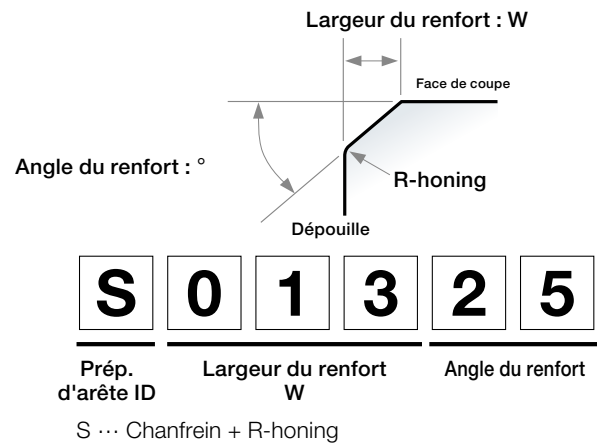 Largeur du renfort : W
Face de coupe
Angle du renfort : °
R-honing
Dépouille
S 0 1 3 2 5
Prép. d'arête ID
Largeur du renfort W
Angle du renfort
S ··· Chanfrein + R-honing